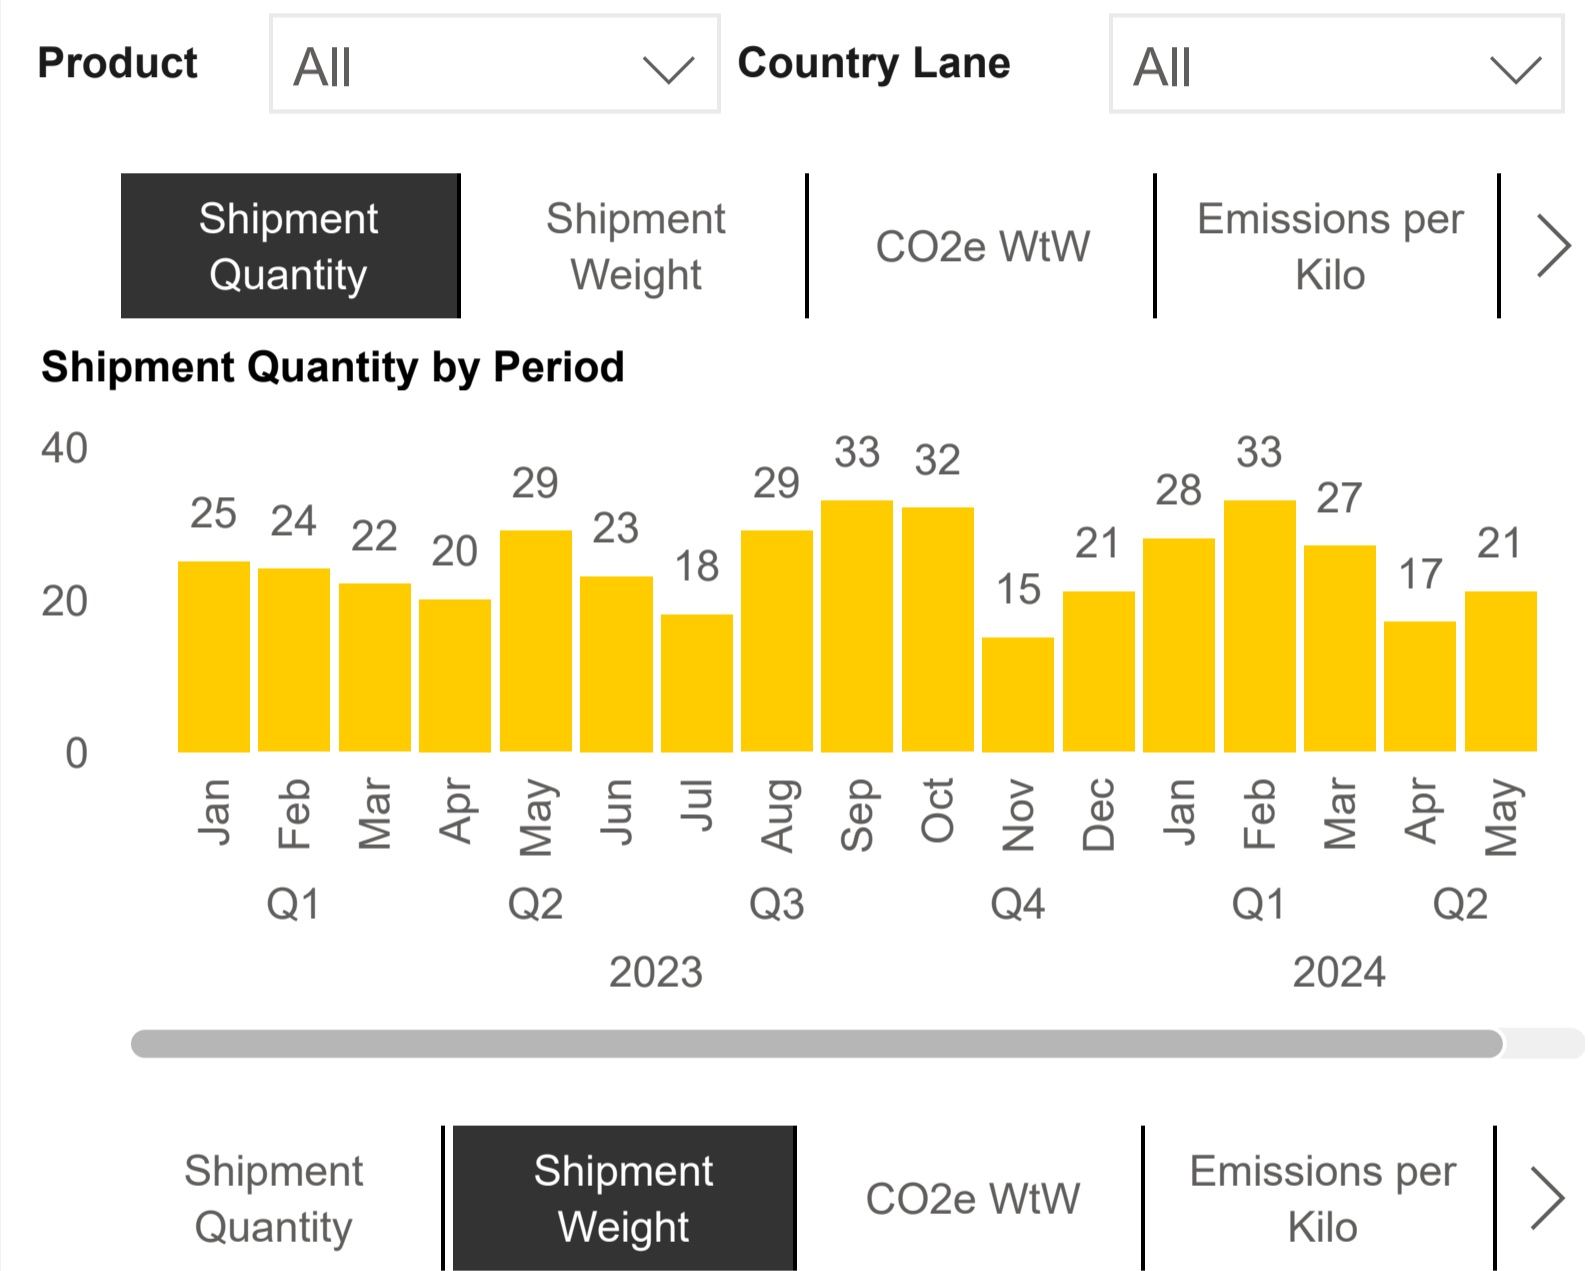 Product All Country Lane All
Shipment Quantity
Shipment Weight
CO2e WtW
Emissions per Kilo
Shipment Quantity by Period
40
20
0
25 24 22 20 29 23 18 29 33 32 15 21 28 33 27 17 21
Jan Feb Mar Apr May Jun Jul Aug Sep Oct Nov Dec Jan Feb Mar Apr May
Q1 Q2 Q3 Q4 Q1 Q2
2023 2024
Shipment Quantity
Shipment Weight
CO2e WtW
Emissions per Kilo